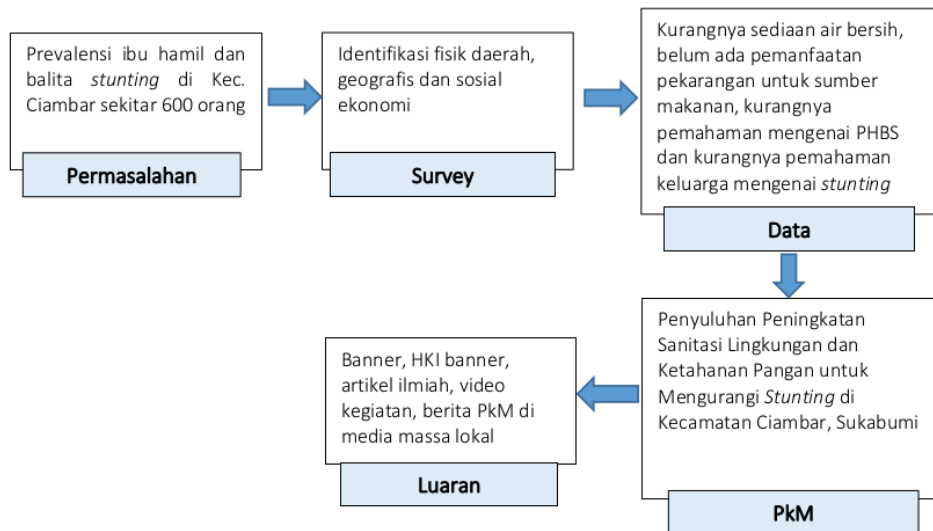 Prevalensi ibu hamil dan
balita stunting di Kec.
Ciambar sekitar 600 orang
Permasalahan
Identifikasi fisik daerah,
geografis dan sosial
ekonomi
Survey
Kurangnya sediaan air bersih,
belum ada pemanfaatan
pekarangan untuk sumber
makanan, kurangnya
pemahaman mengenai PHBS
dan kurangnya pemahaman
keluarga mengenai stunting
Data
Penyuluhan Peningkatan
Sanitasi Lingkungan dan
Ketahanan Pangan untuk
Mengurangi Stunting di
Kecamatan Ciambar, Sukabumi
PkM
Banner, HKI banner,
artikel ilmiah, video
kegiatan, berita PkM di
media massa lokal
Luaran